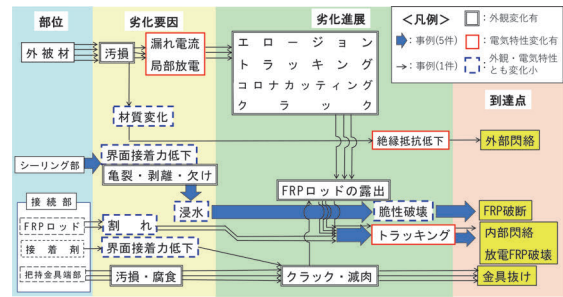 部位
劣化要因
劣化進展
＜凡例＞
：外観変化有
：事例(5件)
：電気特性変化有
：事例(1件)
：外観・電気特性
とも変化小
外被材
汚損
漏れ電流
局部放電
エロージョン
トラッキング
コロナカッティング
クラック
到達点
材質変化
絶縁抵抗低下
外部閃絡
シーリング部
界面接着力低下
亀裂・剥離・欠け
FRPロッドの露出
接続部
浸水
脆性破壊
FRP破断
FRPロッド
割れ
トラッキング
内部閃絡
放電FRP破壊
接着剤
界面接着力低下
把持金具端部
汚損・腐食
クラック・減肉
金具抜け